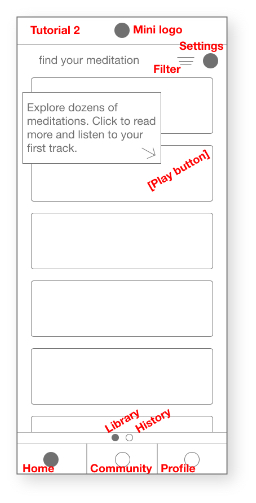 Tutorial 2
Mini logo
Settings
find your meditation
Filter
Explore dozens of
meditations. Click to read
more and listen to your
first track.
[Play button]
Library
History
Home
Community
Profile